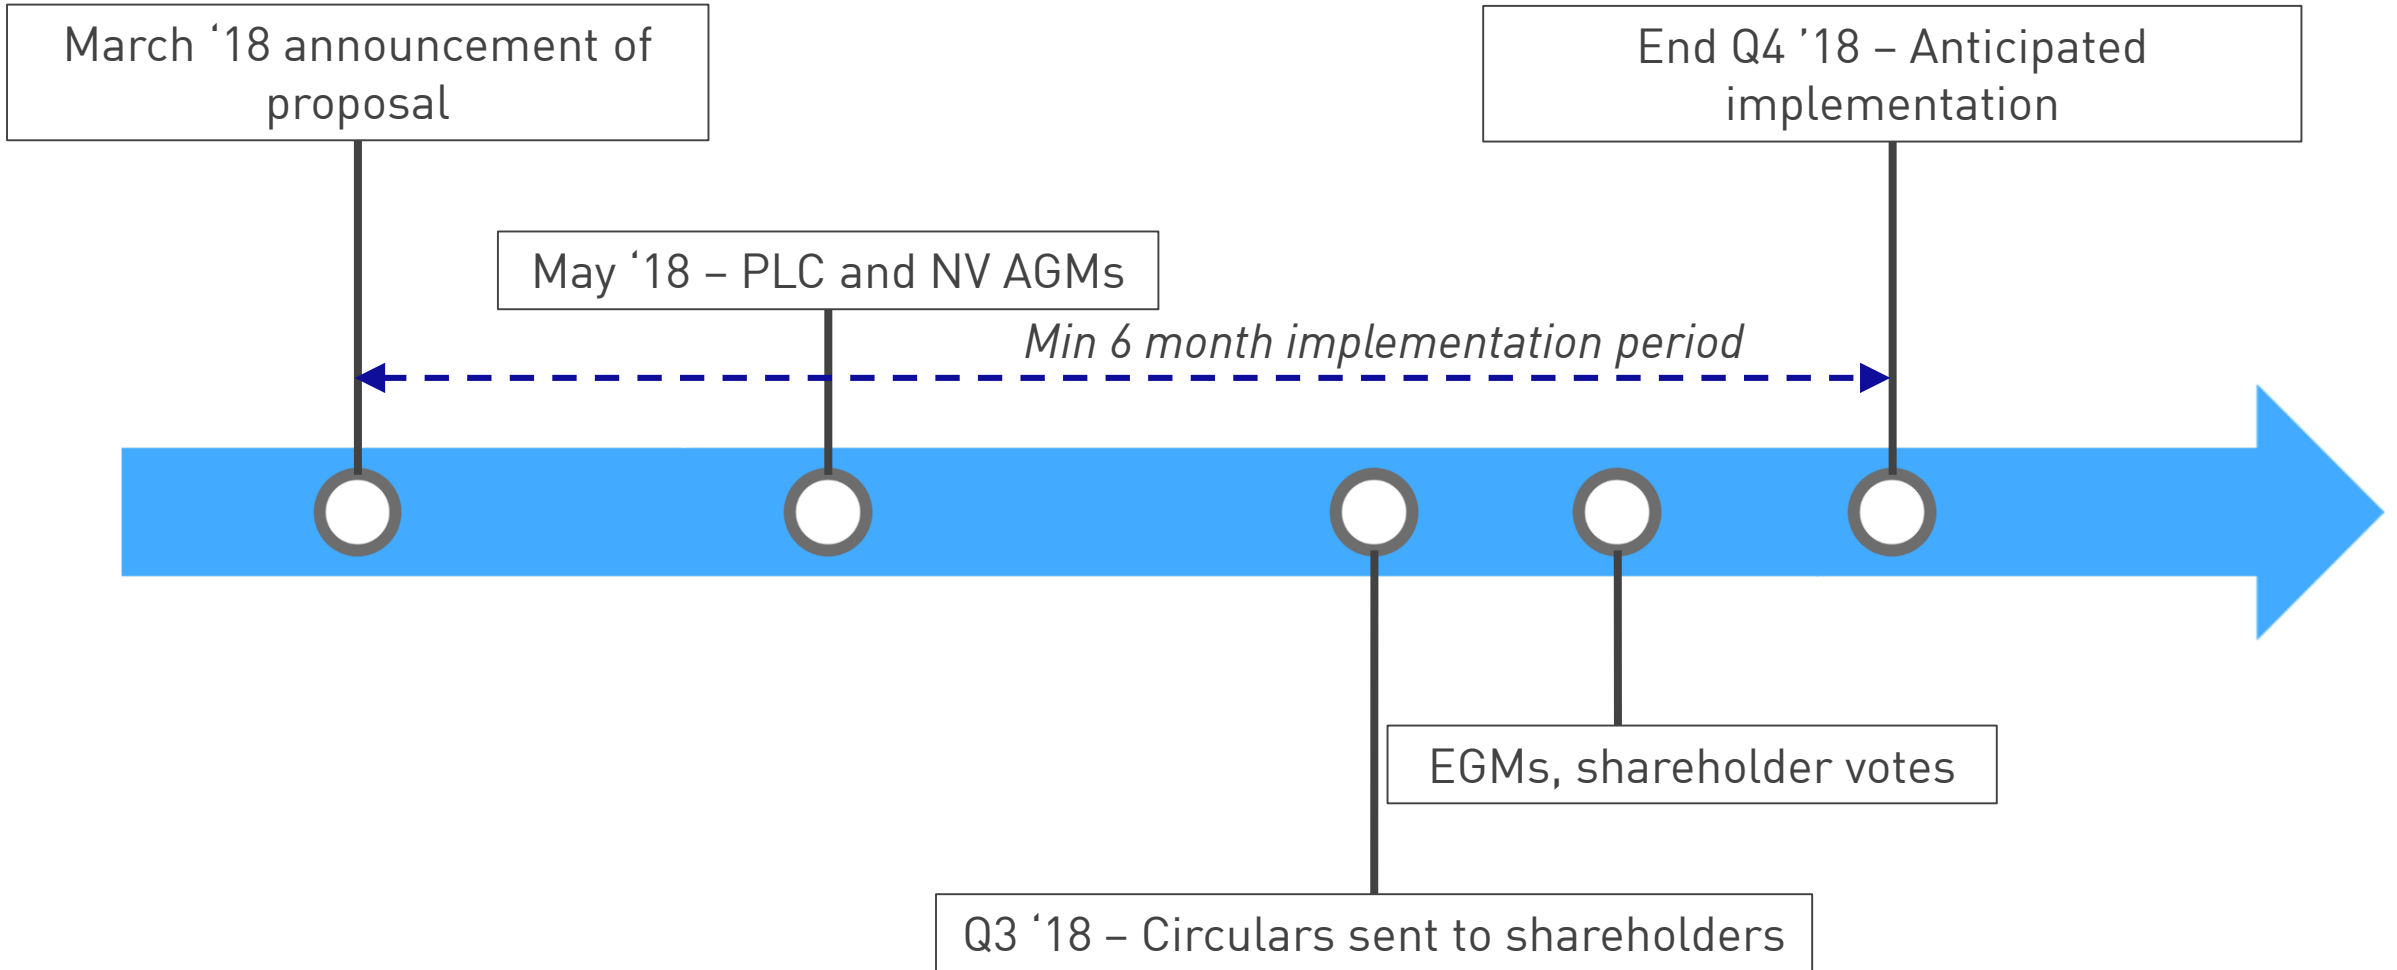 March ‘18 announcement of
proposal
End Q4 ’18 – Anticipated
implementation
May ‘18 – PLC and NV AGMs
Min 6 month implementation period
EGMs, shareholder votes
Q3 ‘18 – Circulars sent to shareholders